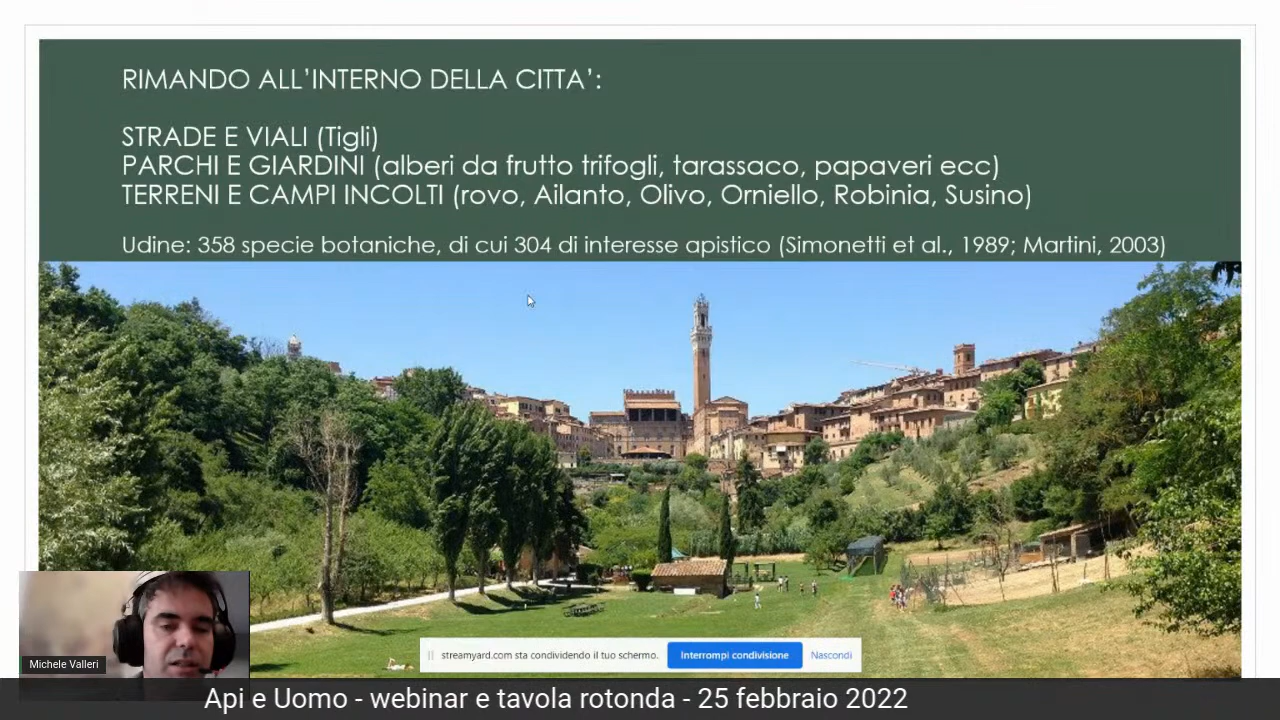 RIMANDO ALL'INTERNO DELLA CITTA':
STRADE E VIALI (Tigli)
PARCHI E GIARDINI (alberi da frutto trifogli, tarassaco, papaveri ecc)
TERRENI E CAMPI INCOLTI (rovo, Ailanto, Olivo, Orniello, Robinia, Susino)
Udine: 358 specie botaniche, di cui 304 di interesse apistico (Simonetti et al., 1989; Martini, 2003)
streamyard.com sta condividendo il tuo schermo.
Interrompi condivisione
Nascondi
Michele Valleri
Api e Uomo - webinar e tavola rotonda - 25 febbraio 2022